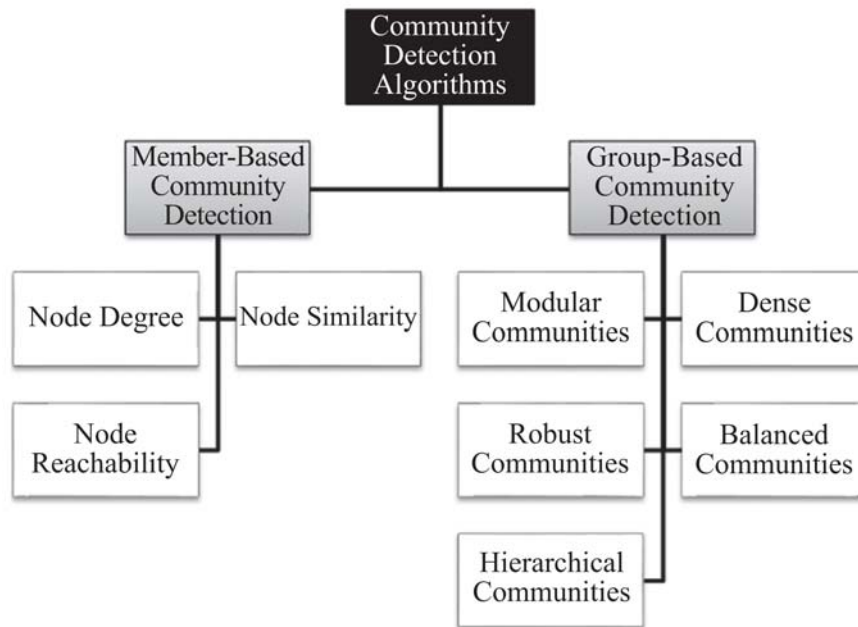 Community
Detection
Algorithms
Member-Based
Community
Detection
Group-Based
Community
Detection
Node Degree
Node Similarity
Node
Reachability
Modular
Communities
Dense
Communities
Robust
Communities
Balanced
Communities
Hierarchical
Communities